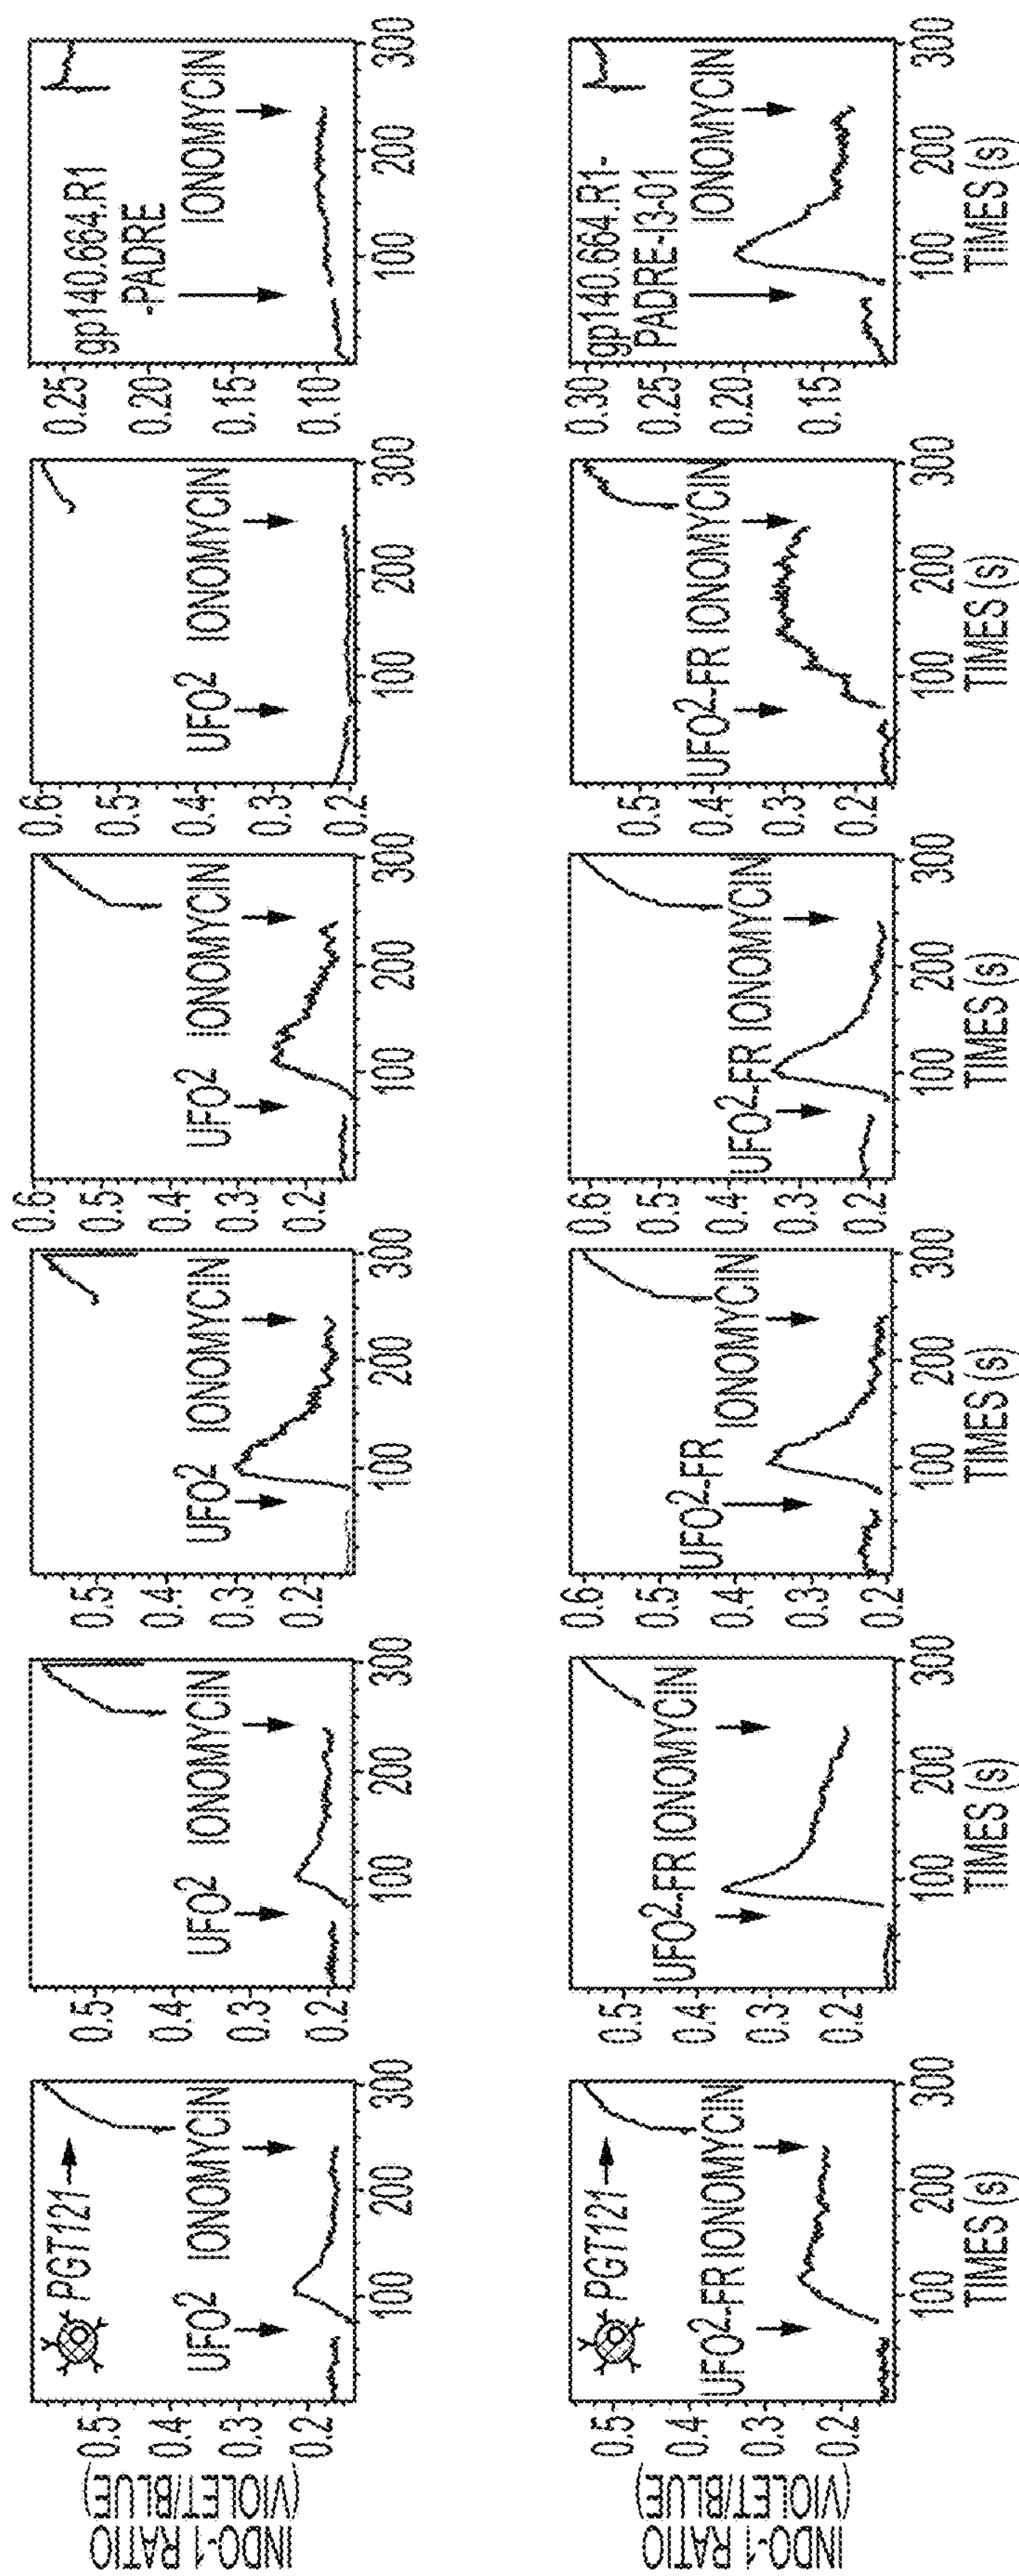 INDO-1 RATIO
(VIOLET/BLUE)
0.5
0.4
0.3
0.2
PGT121
UFO² IONOMYCIN
100 200 300
0.5
0.4
0.3
0.2
UFO² IONOMYCIN
100 200 300
0.5
0.4
0.3
0.2
UFO² IONOMYCIN
100 200 300
0.6
0.5
0.4
0.3
0.2
UFO² IONOMYCIN
100 200 300
0.6
0.5
0.4
0.3
0.2
UFO² IONOMYCIN
100 200 300
0.25
0.20
0.15
0.10
gp140.664.R1
-PADRE
IONOMYCIN
100 200 300
INDO-1 RATIO
(VIOLET/BLUE)
0.5
0.4
0.3
0.2
PGT121
UFO²-FR IONOMYCIN
100 200 300
TIMES (s)
0.5
0.4
0.3
0.2
UFO²-FR IONOMYCIN
100 200 300
TIMES (s)
0.6
0.5
0.4
0.3
0.2
UFO²-FR
IONOMYCIN
100 200 300
TIMES (s)
0.6
0.5
0.4
0.3
0.2
UFO²-FR IONOMYCIN
100 200 300
TIMES (s)
0.5
0.4
0.3
0.2
UFO²-FR IONOMYCIN
100 200 300
TIMES (s)
0.30
0.25
0.20
0.15
gp140.664.R1-
PADRE-I3-01
IONOMYCIN
100 200 300
TIMES (s)